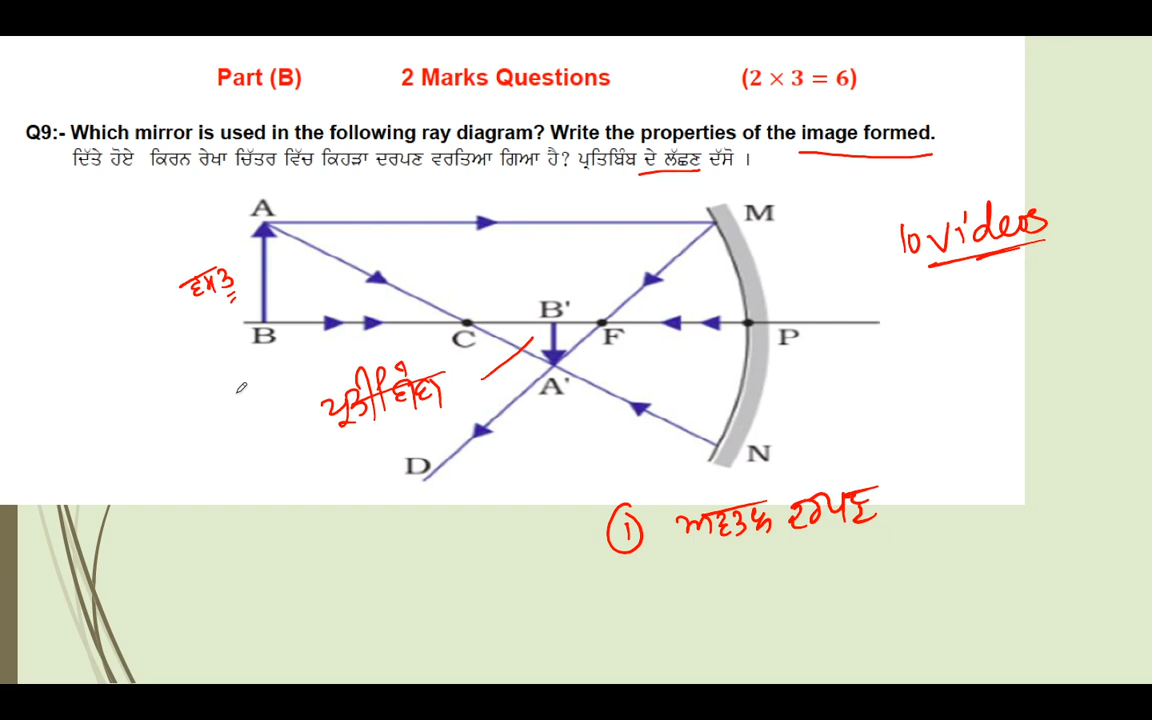 Part (B) 2 Marks Questions (2 × 3 = 6)
Q9:- Which mirror is used in the following ray diagram? Write the properties of the image formed.
ਦਿੱਤੇ ਹੋਏ ਕਿਰਨ ਰੇਖਾ ਚਿੱਤਰ ਵਿੱਚ ਕਿਹੜਾ ਦਰਪਣ ਵਰਤਿਆ ਗਿਆ ਹੈ? ਪ੍ਰਤਿਬਿੰਬ ਦੇ ਲੱਛਣ ਦੱਸੋ ।
A M
10 videos
ਵਸਤੂ
B C B' F P
A'
D N
① ਅਵਤਲ ਦਰਪਣ